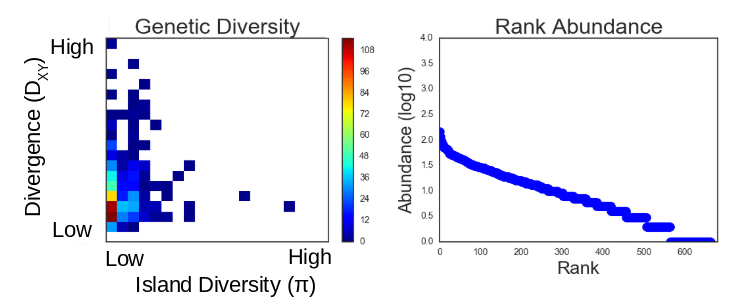 Genetic Diversity
High
Divergence (DXY)
Low
Low
High
Island Diversity (π)
108
96
84
72
60
48
36
24
12
0
Rank Abundance
4.0
3.5
3.0
2.5
2.0
1.5
1.0
0.5
0.0
Abundance (log10)
0
100
200
300
400
500
600
Rank